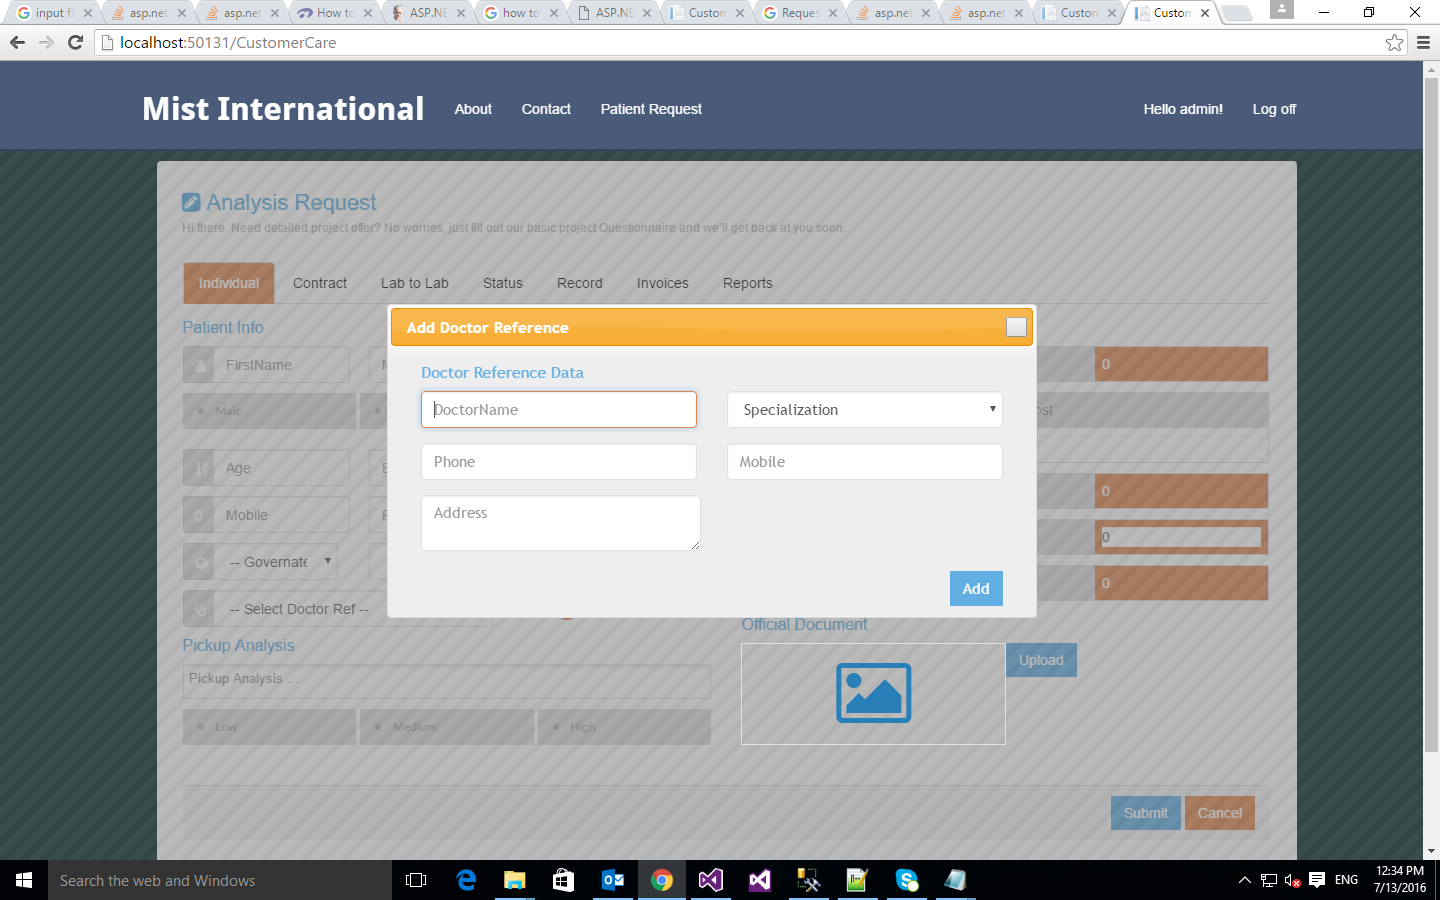 input fi
asp.net
asp.net
How to
ASP.NE
how to
ASP.NE
Custom
Reques
asp.net
asp.net
Custom
Custom
localhost:50131/CustomerCare
Mist International
About
Contact
Patient Request
Hello admin!
Log off
Analysis Request
Hi there. Need detailed project offer? No worries, just fill out our basic project Questionnaire and we'll get back at you soon.
Individual
Contract
Lab to Lab
Status
Record
Invoices
Reports
Patient Info
Add Doctor Reference
Doctor Reference Data
FirstName
0
DoctorName
Specialization
Male
ost
Phone
Mobile
Age
0
Mobile
Address
0
-- Governate
0
Add
-- Select Doctor Ref --
Official Document
Pickup Analysis
Upload
Pickup Analysis ...
Low
Medium
High
Submit
Cancel
Search the web and Windows
ENG
12:34 PM
7/13/2016